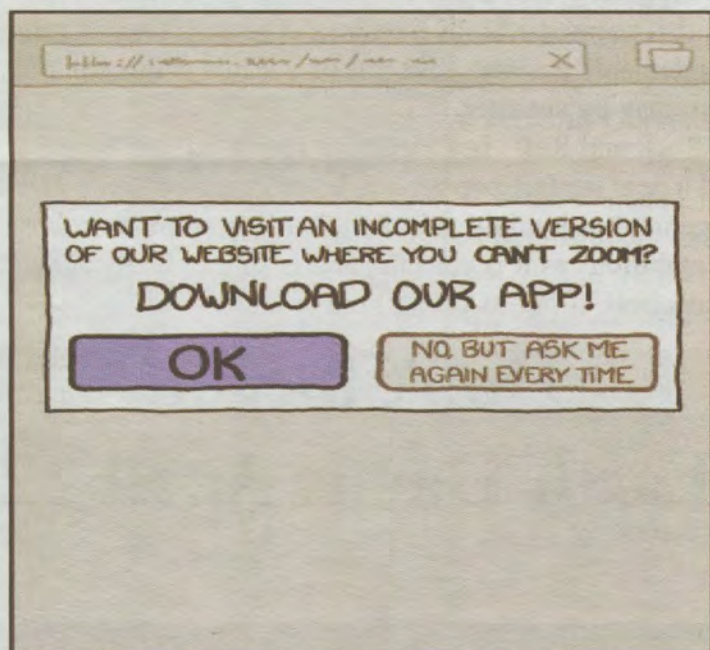 WANT TO VISIT AN INCOMPLETE VERSION
OF OUR WEBSITE WHERE YOU CAN'T ZOOM?
DOWNLOAD OUR APP!
OK
NO, BUT ASK ME
AGAIN EVERY TIME